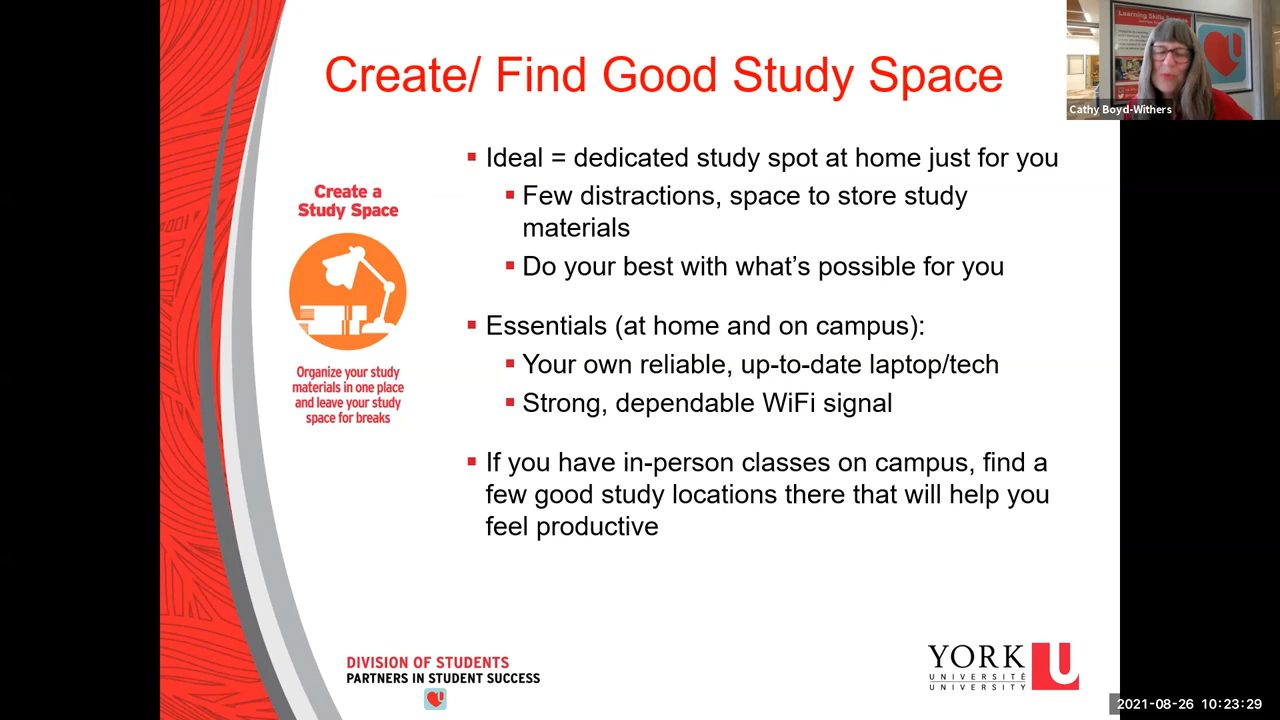 Create/ Find Good Study Space
Learning Skills
Cathy Boyd-Withers
Create a
Study Space
Organize your study
materials in one place
and leave your study
space for breaks
▪ Ideal = dedicated study spot at home just for you
▪ Few distractions, space to store study
materials
▪ Do your best with what’s possible for you
▪ Essentials (at home and on campus):
▪ Your own reliable, up-to-date laptop/tech
▪ Strong, dependable WiFi signal
▪ If you have in-person classes on campus, find a
few good study locations there that will help you
feel productive
DIVISION OF STUDENTS
PARTNERS IN STUDENT SUCCESS
YORK U
UNIVERSITÉ
UNIVERSITY
2021-08-26 10:23:29